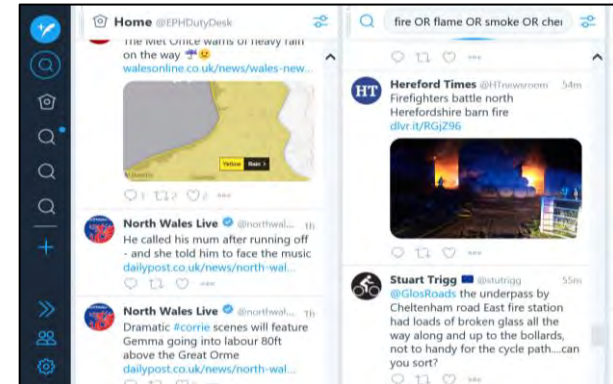 Home @EPHDutyDesk
The Met Office warns of heavy rain
on the way
walesonline.co.uk/news/wales-new...
Yellow Rain >
North Wales Live @northwal... 1h
He called his mum after running off
- and she told him to face the music
dailypost.co.uk/news/north-wal...
North Wales Live @northwal... 1h
Dramatic #corrie scenes will feature
Gemma going into labour 80ft
above the Great Orme
dailypost.co.uk/news/north-wal...
fire OR flame OR smoke OR cher
HT
Hereford Times @HTnewsroom 54m
Firefighters battle north
Herefordshire barn fire
dlvr.it/RGjZ96
Stuart Trigg @stutrigg 55m
@GlosRoads the underpass by
Cheltenham road East fire station
had loads of broken glass all the
way along and up to the bollards,
not to handy for the cycle path....can
you sort?